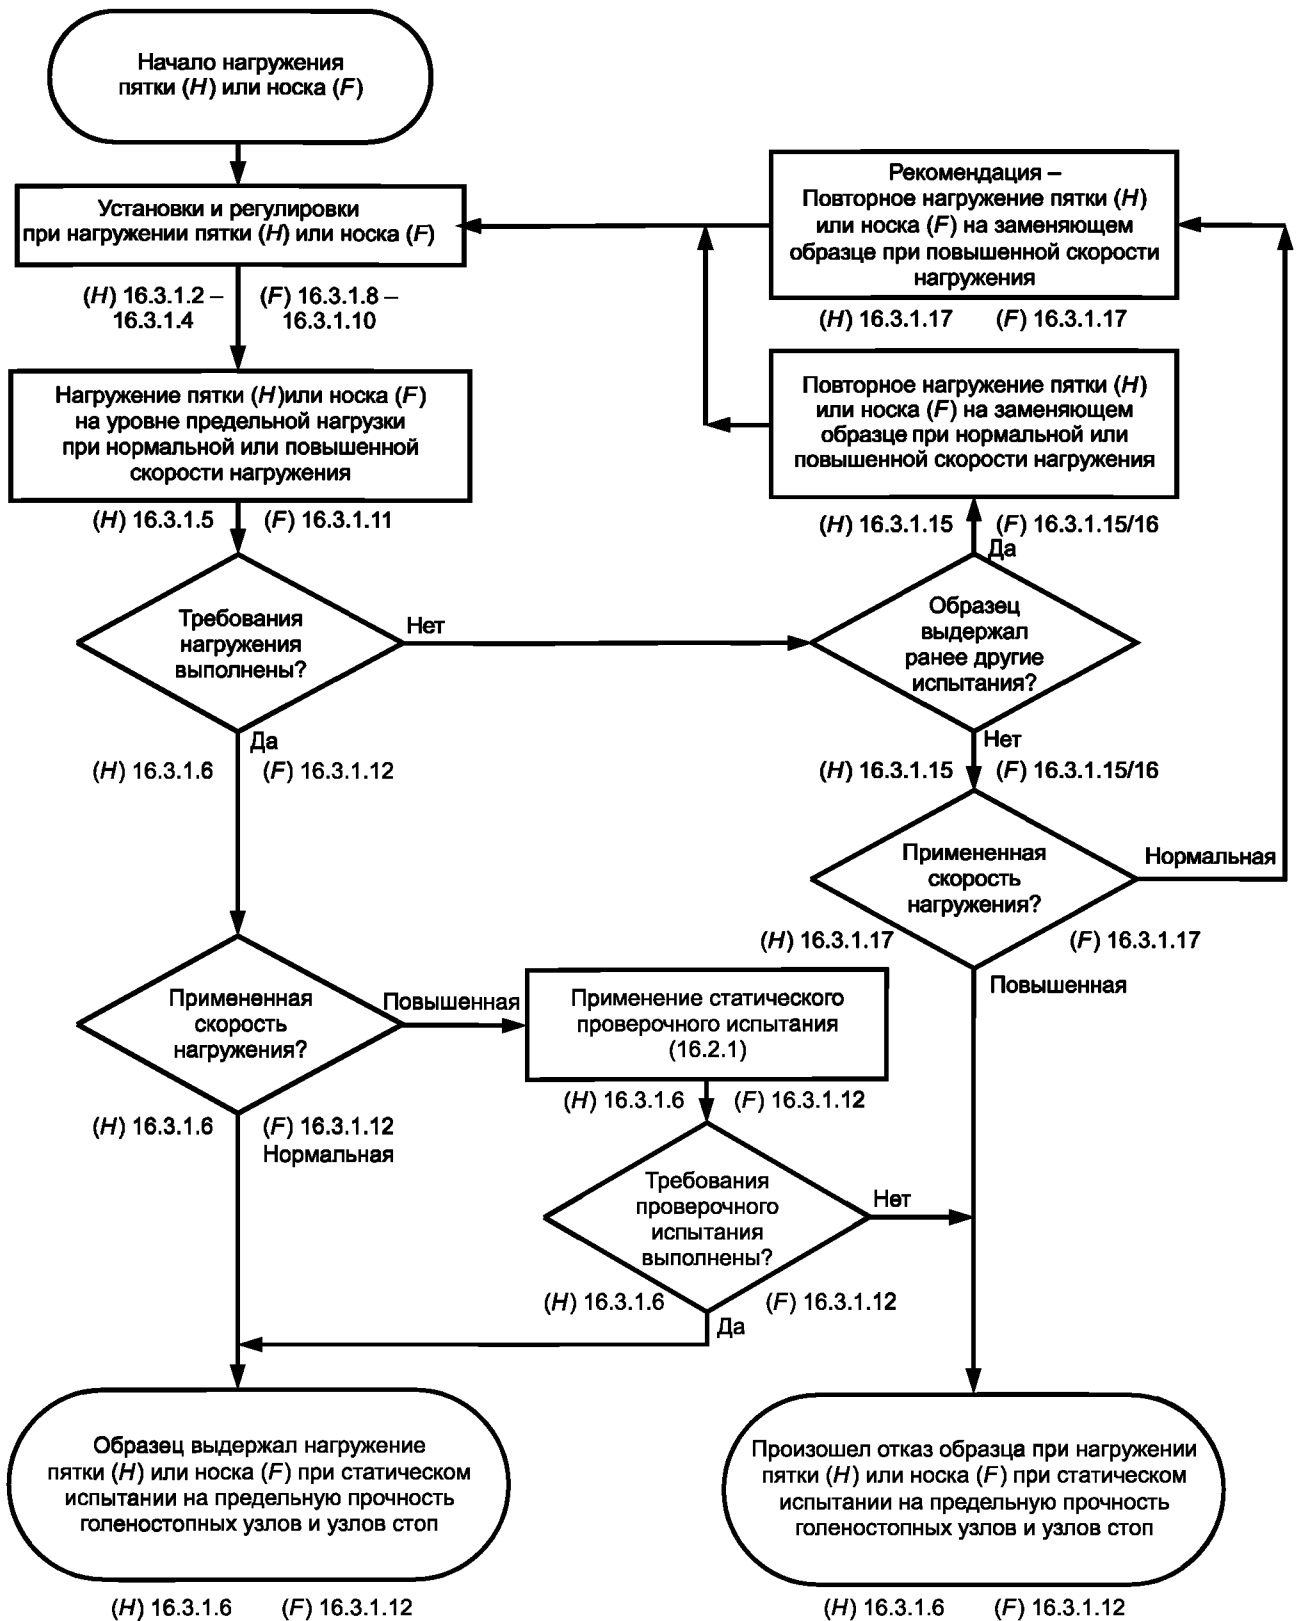 Начало нагружения
пятки (H) или носка (F)
Установки и регулировки
при нагружении пятки (H) или носка (F)
(H) 16.3.1.2 –
16.3.1.4
(F) 16.3.1.8 –
16.3.1.10
Рекомендация –
Повторное нагружение пятки (H)
или носка (F) на заменяющем
образце при повышенной скорости
нагружения
(H) 16.3.1.17 (F) 16.3.1.17
Нагружение пятки (H)или носка (F)
на уровне предельной нагрузки
при нормальной или повышенной
скорости нагружения
(H) 16.3.1.5 (F) 16.3.1.11
Повторное нагружение пятки (H)
или носка (F) на заменяющем
образце при нормальной или
повышенной скорости нагружения
(H) 16.3.1.15 (F) 16.3.1.15/16
Да
Требования
нагружения
выполнены?
Нет
Образец
выдержал
ранее другие
испытания?
Да
(H) 16.3.1.6 (F) 16.3.1.12
Нет
(H) 16.3.1.15 (F) 16.3.1.15/16
Примененная
скорость
нагружения?
Нормальная
(H) 16.3.1.17 (F) 16.3.1.17
Повышенная
Примененная
скорость
нагружения?
Повышенная
Применение статического
проверочного испытания
(16.2.1)
(H) 16.3.1.6 (F) 16.3.1.12
(H) 16.3.1.6 (F) 16.3.1.12
Нормальная
Требования
проверочного
испытания
выполнены?
Нет
(H) 16.3.1.6 (F) 16.3.1.12
Да
Образец выдержал нагружение
пятки (H) или носка (F) при статическом
испытании на предельную прочность
голеностопных узлов и узлов стоп
(H) 16.3.1.6 (F) 16.3.1.12
Произошел отказ образца при нагружении
пятки (H) или носка (F) при статическом
испытании на предельную прочность
голеностопных узлов и узлов стоп
(H) 16.3.1.6 (F) 16.3.1.12